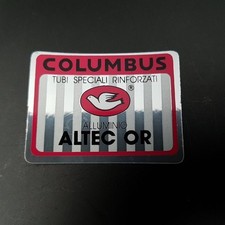 COLUMBUS
TUBI SPECIALI RINFORZATI
®
ALLUMINIO
ALTEC OR